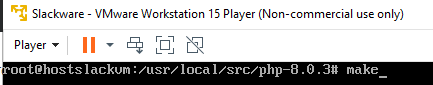 Slackware - VMware Workstation 15 Player (Non-commercial use only)
Player
root@hostslackvm:/usr/local/src/php-8.0.3# make_